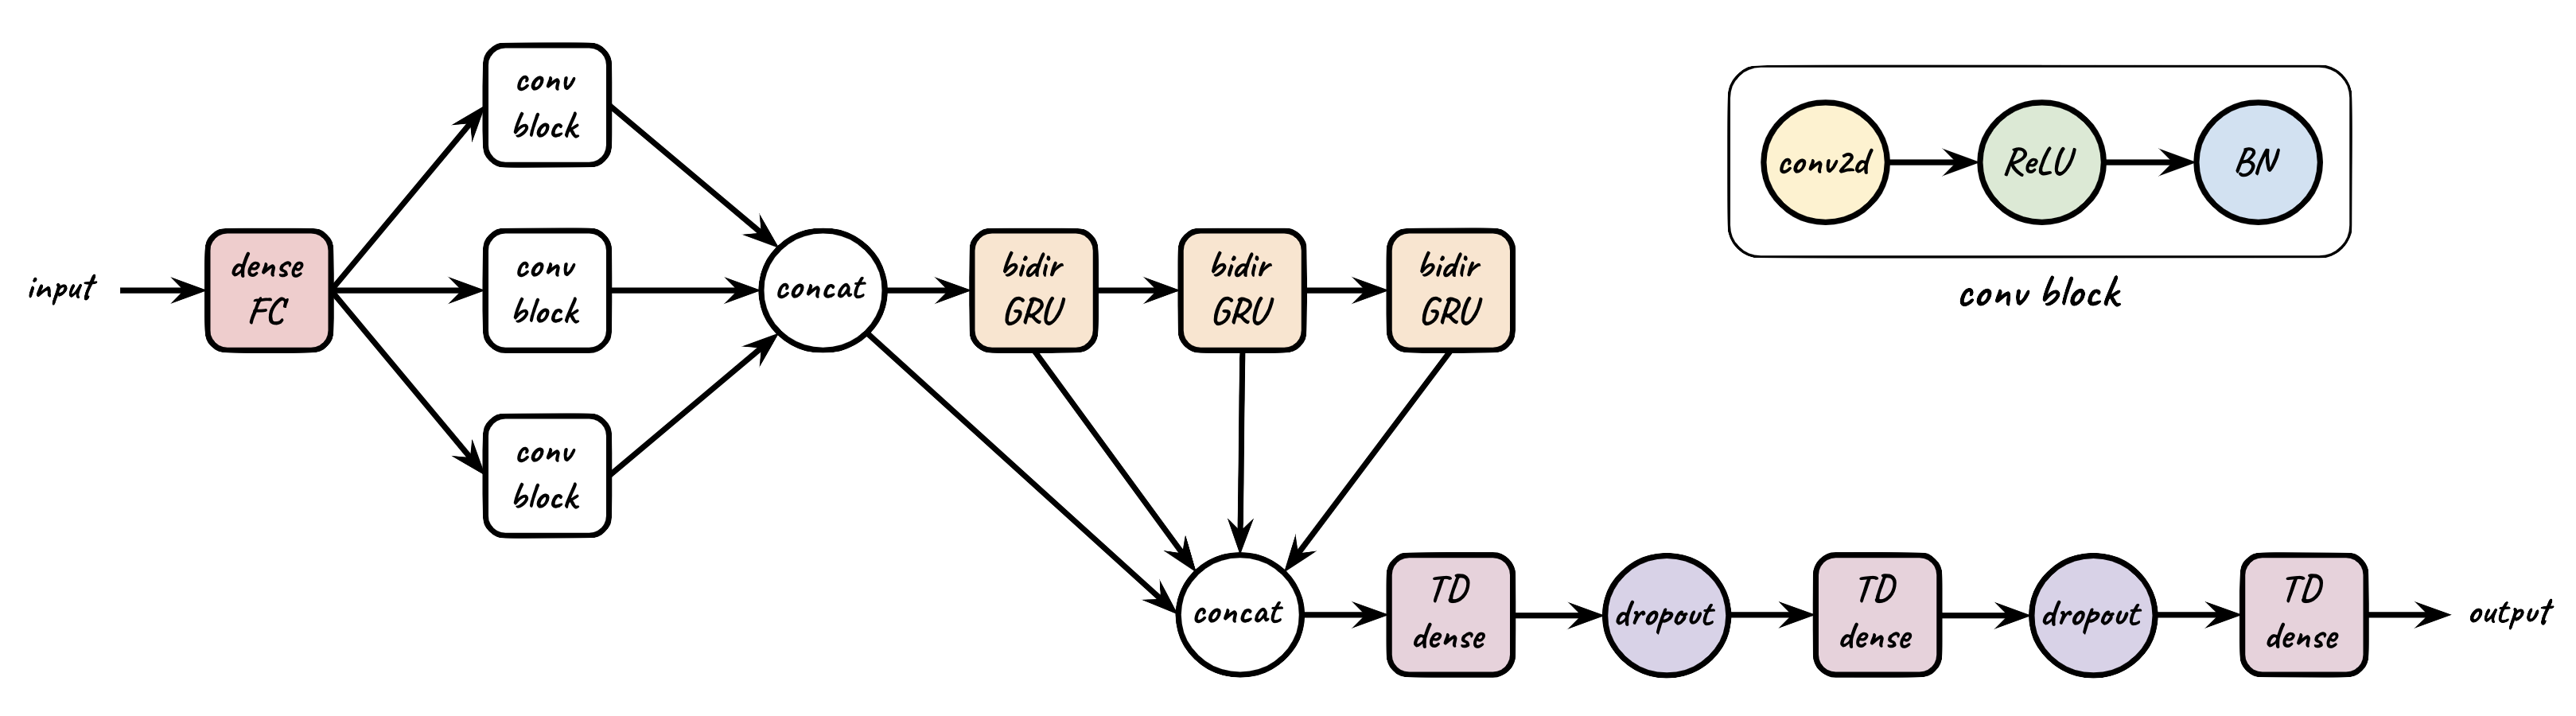 conv
block
conv2d
ReLU
BN
conv block
input
dense
FC
conv
block
concat
bidir
GRU
bidir
GRU
bidir
GRU
conv
block
concat
TD
dense
dropout
TD
dense
dropout
TD
dense
output